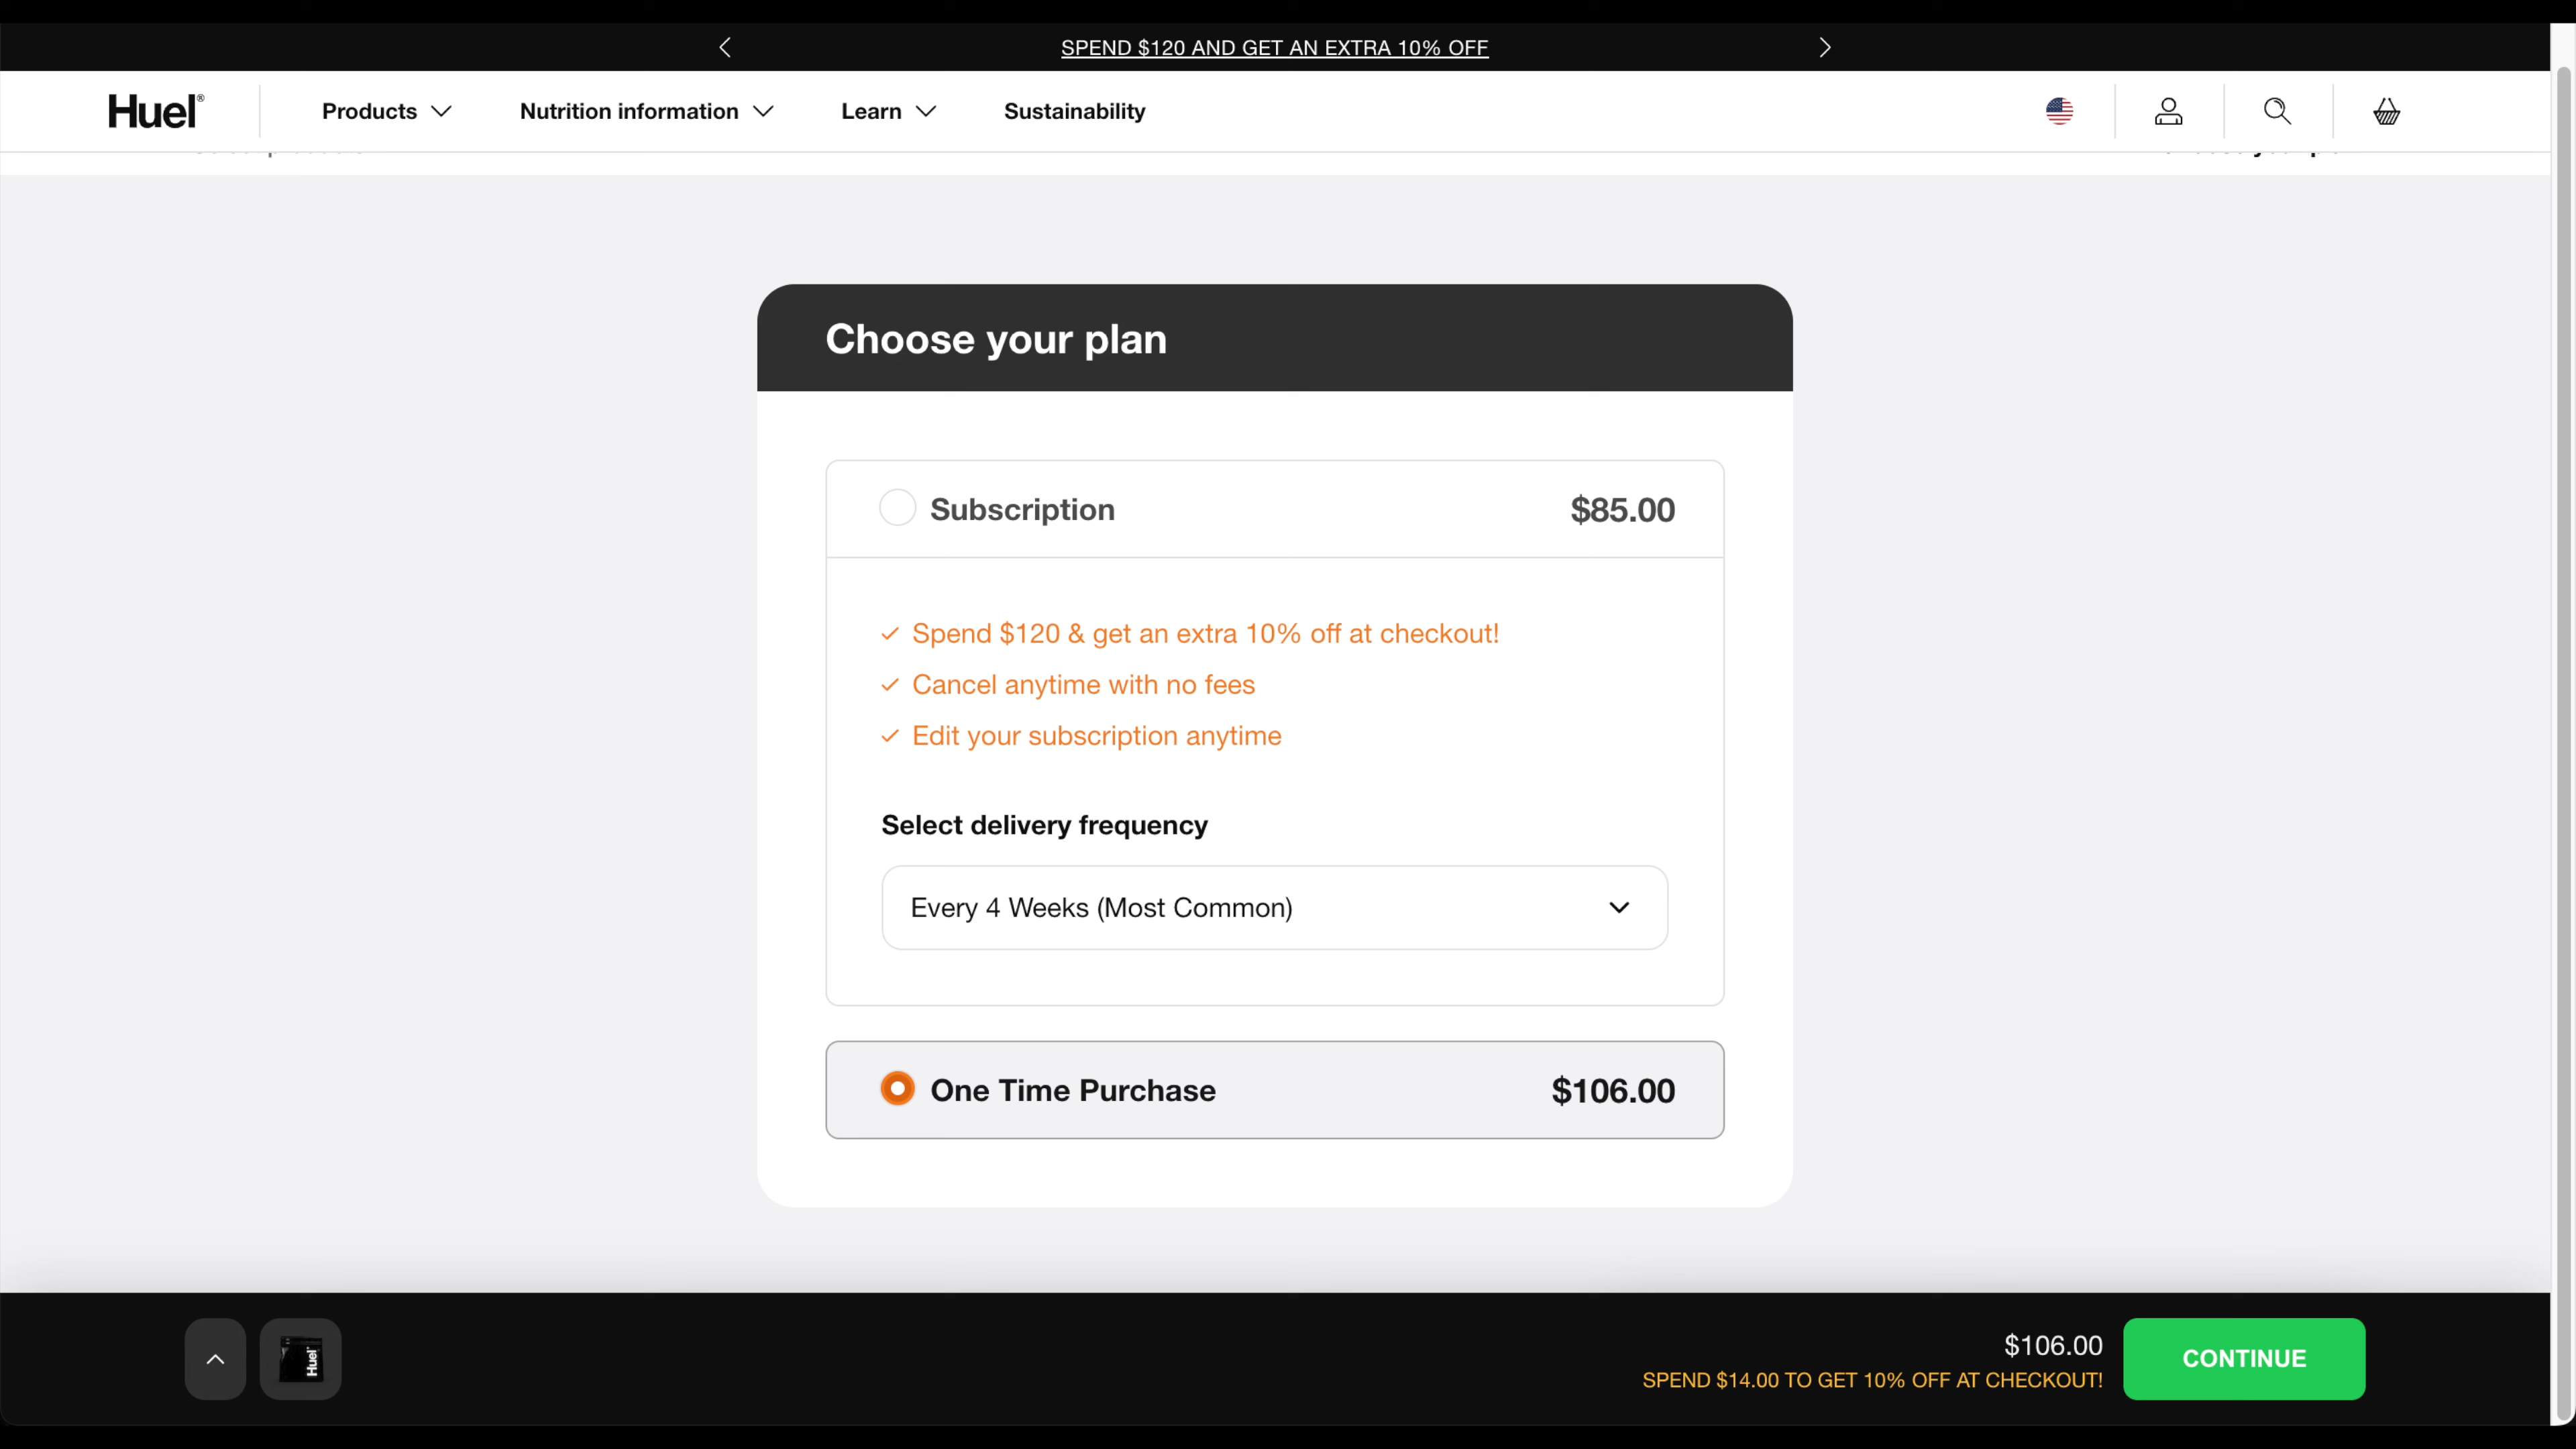 SPEND $120 AND GET AN EXTRA 10% OFF
Huel®
Products
Nutrition information
Learn
Sustainability
Choose your plan
Subscription
$85.00
Spend $120 & get an extra 10% off at checkout!
Cancel anytime with no fees
Edit your subscription anytime
Select delivery frequency
Every 4 Weeks (Most Common)
One Time Purchase
$106.00
Huel
$106.00
SPEND $14.00 TO GET 10% OFF AT CHECKOUT!
CONTINUE